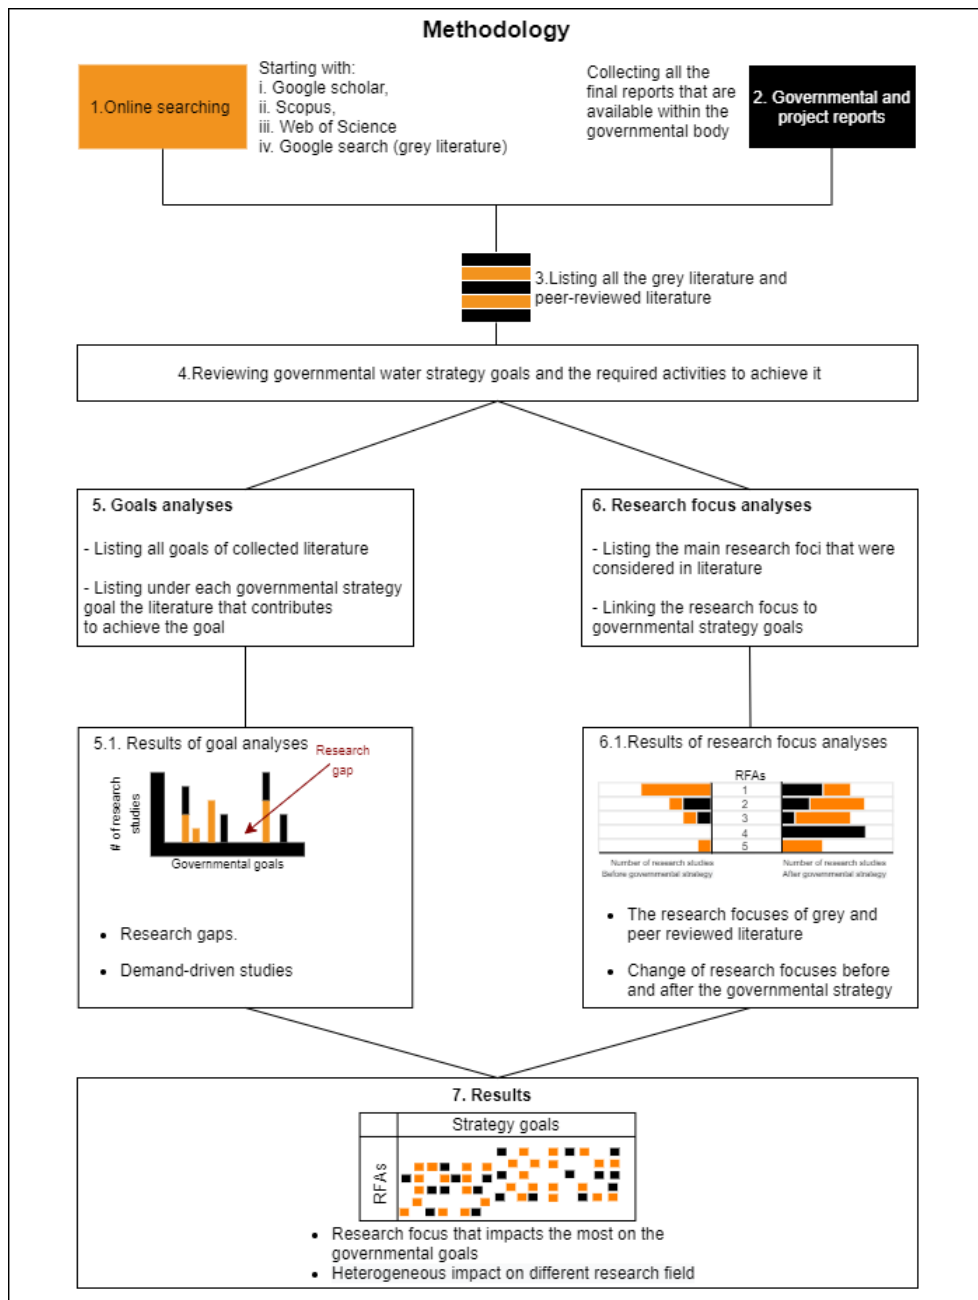 Methodology
1.Online searching
Starting with:
i. Google scholar,
ii. Scopus,
iii. Web of Science
iv. Google search (grey literature)
Collecting all the
final reports that are
available within the
governmental body
2. Governmental and
project reports
3.Listing all the grey literature and
peer-reviewed literature
4.Reviewing governmental water strategy goals and the required activities to achieve it
5. Goals analyses
- Listing all goals of collected literature
- Listing under each governmental strategy
goal the literature that contributes
to achieve the goal
6. Research focus analyses
- Listing the main research foci that were
considered in literature
- Linking the research focus to
governmental strategy goals
5.1. Results of goal analyses
Research
gap
# of research
studies
Governmental goals
• Research gaps.
• Demand-driven studies
6.1.Results of research focus analyses
RFAs
1
2
3
4
5
Number of research studies
Before governmental strategy
Number of research studies
After governmental strategy
• The research focuses of grey and
peer reviewed literature
• Change of research focuses before
and after the governmental strategy
7. Results
Strategy goals
RFAs
• Research focus that impacts the most on the
governmental goals
• Heterogeneous impact on different research field